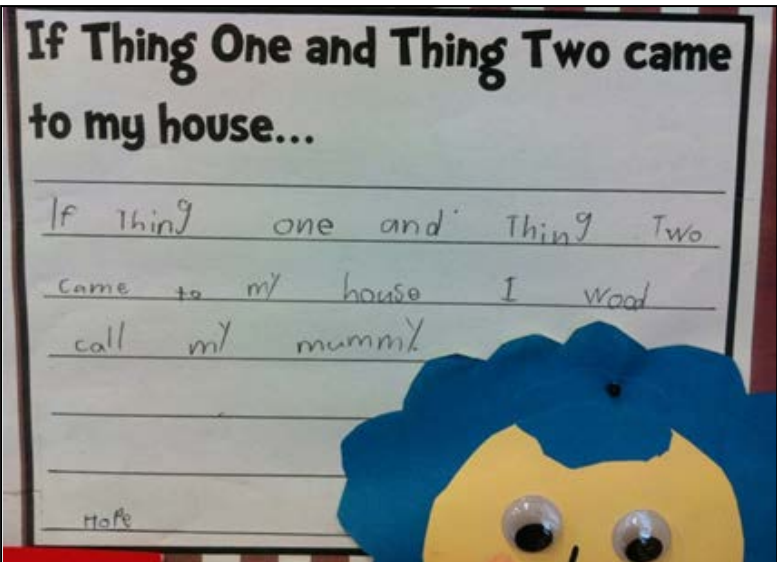 If Thing One and Thing Two came
to my house...
If Thing one and Thing Two
came to my house I wood
call my mummy.
Hope